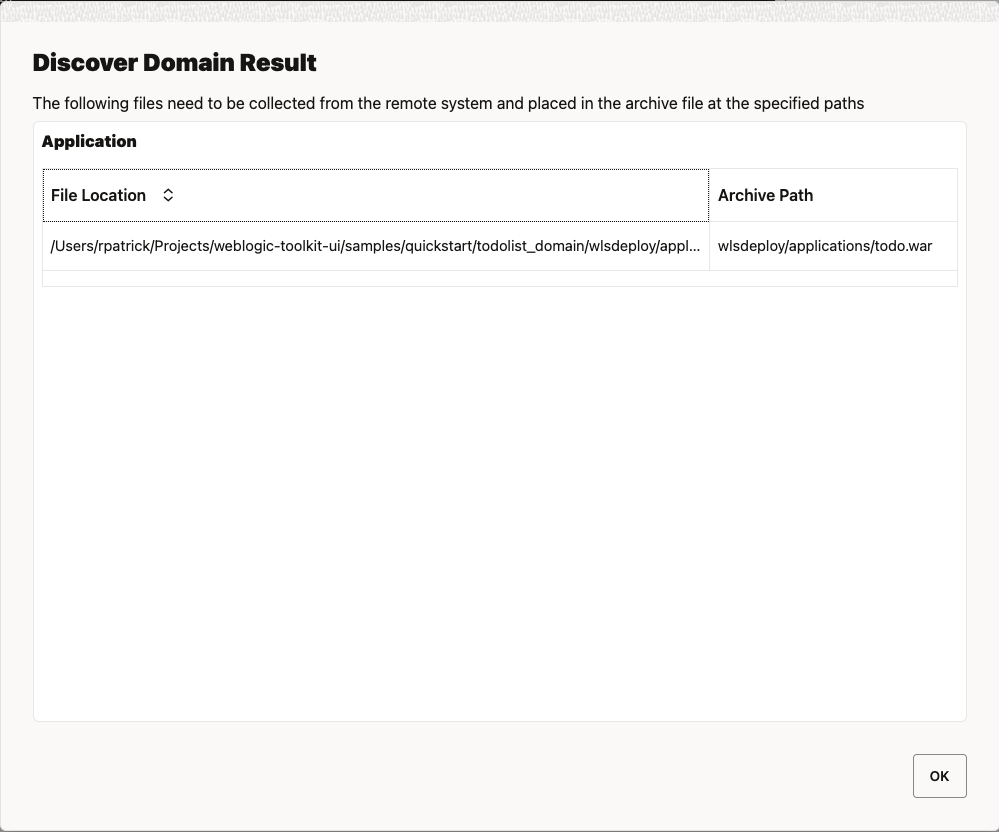 Discover Domain Result
The following files need to be collected from the remote system and placed in the archive file at the specified paths
Application
File Location
Archive Path
/Users/rpatrick/Projects/weblogic-toolkit-ui/samples/quickstart/todolist_domain/wlsdeploy/appl...
wlsdeploy/applications/todo.war
OK